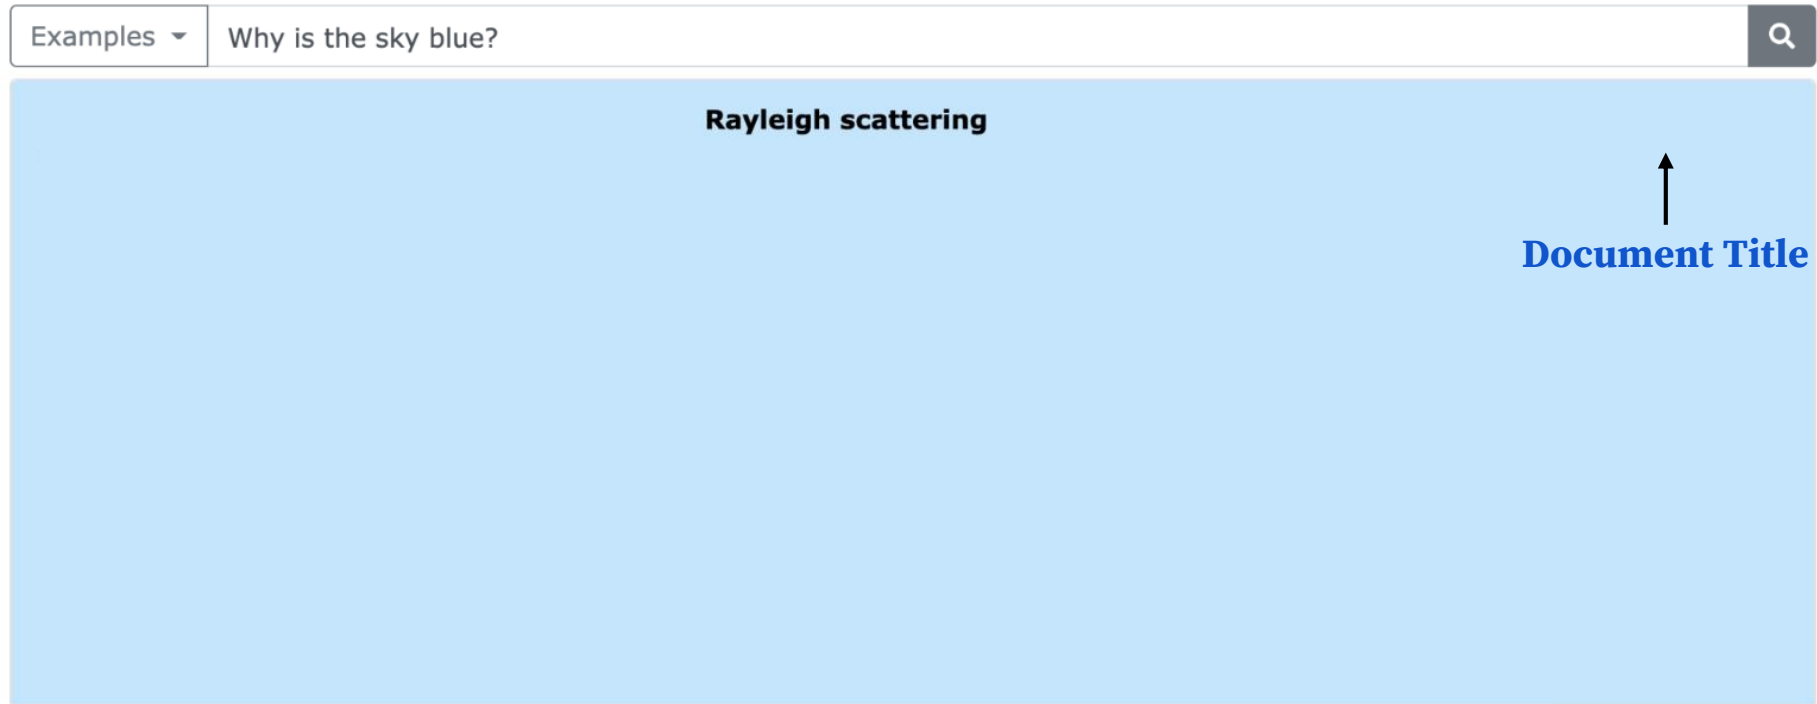 Examples
Why is the sky blue?
Rayleigh scattering
Document Title